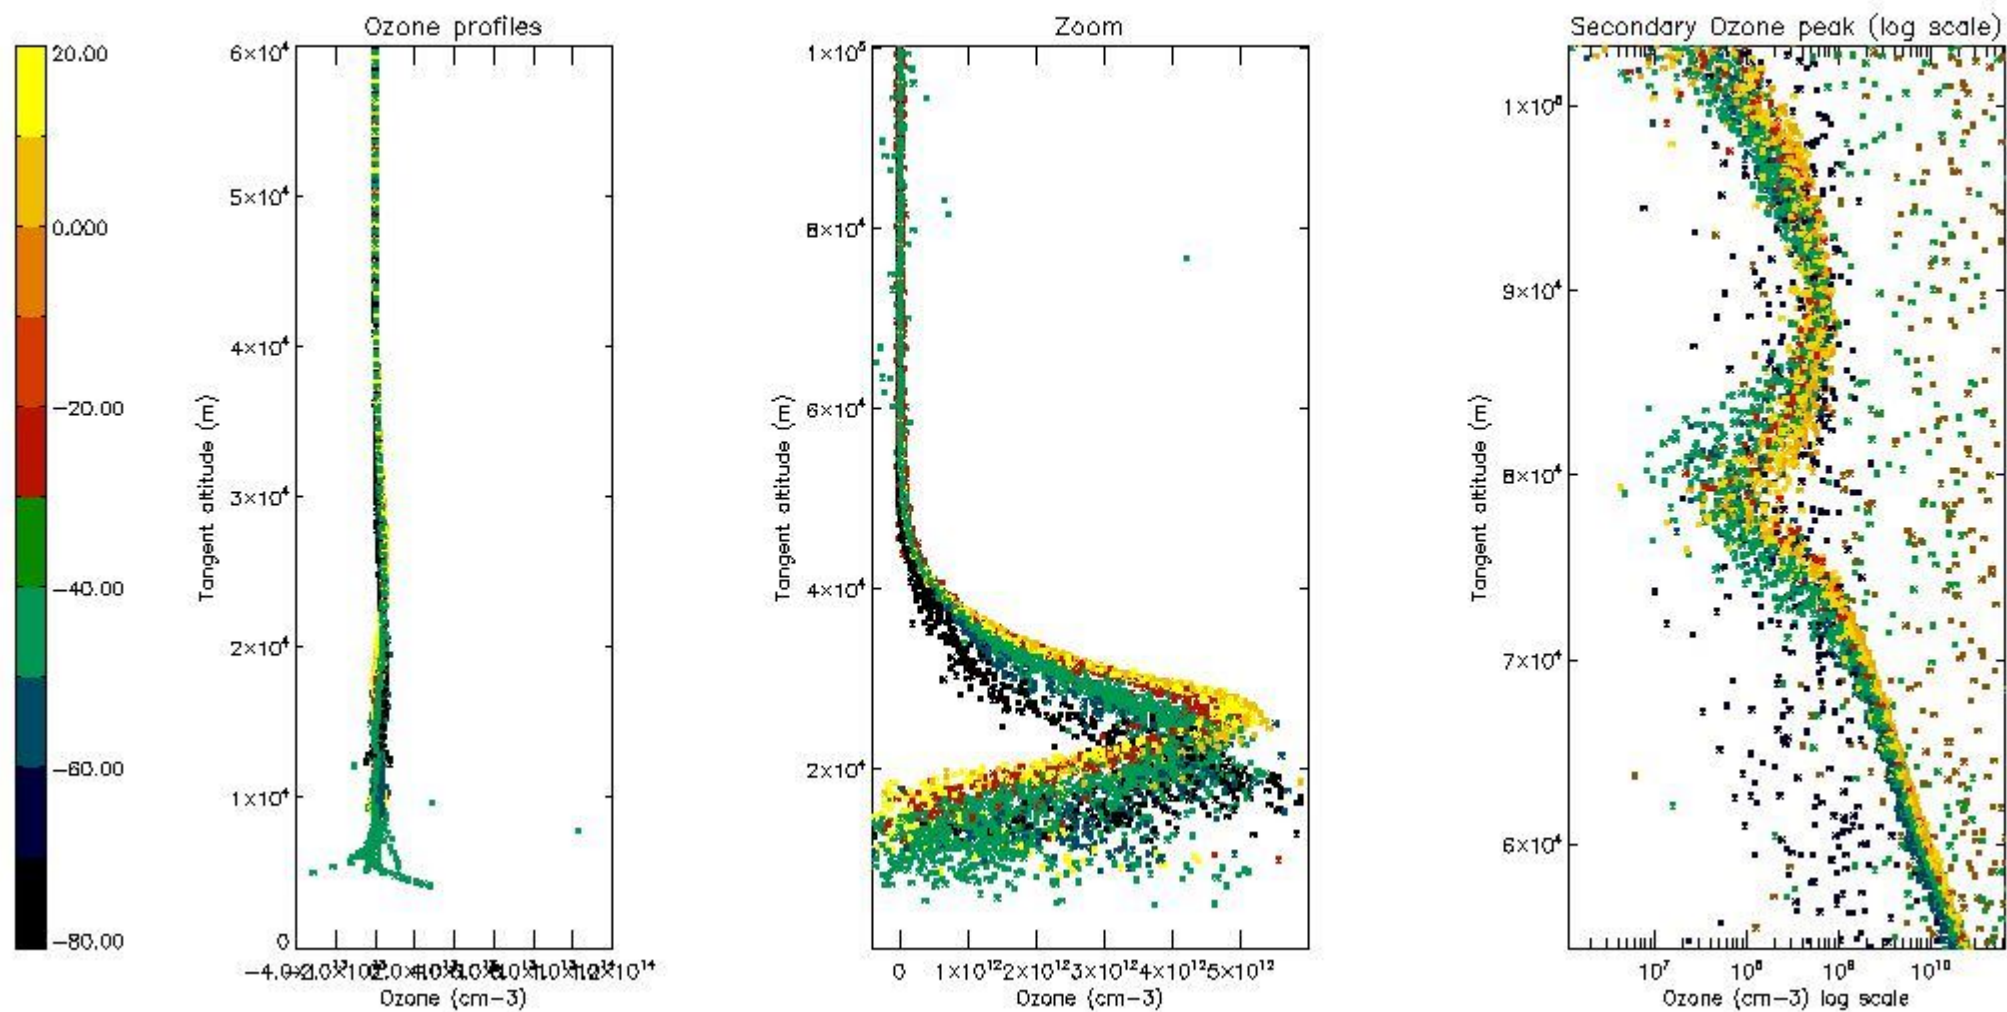 Ozone profiles
Zoom
Secondary Ozone peak (log scale)
20.00
0.000
−20.00
−40.00
−60.00
−80.00
6×10⁴
5×10⁴
4×10⁴
3×10⁴
2×10⁴
1×10⁴
0
Tangent altitude (m)
Ozone (cm−3)
1×10⁵
8×10⁴
6×10⁴
4×10⁴
2×10⁴
Tangent altitude (m)
0 1×10¹² 2×10¹² 3×10¹² 4×10¹² 5×10¹²
Ozone (cm−3)
1×10⁵
9×10⁴
8×10⁴
7×10⁴
6×10⁴
Tangent altitude (m)
10⁷ 10⁸ 10⁹ 10¹⁰
Ozone (cm−3) log scale